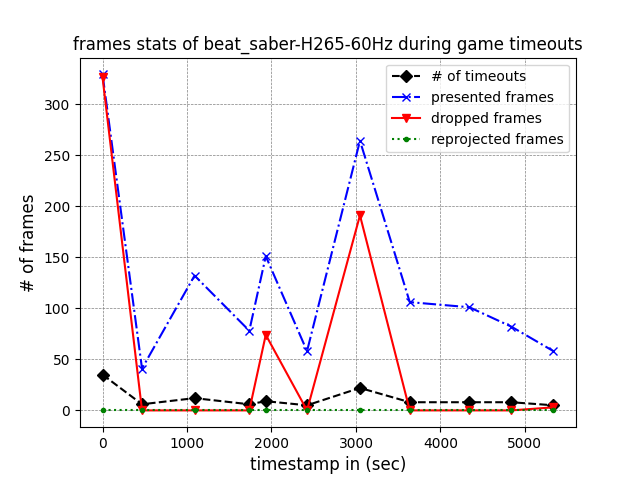 frames stats of beat_saber-H265-60Hz during game timeouts
# of timeouts
presented frames
dropped frames
reprojected frames
# of frames
300
250
200
150
100
50
0
0 1000 2000 3000 4000 5000
timestamp in (sec)